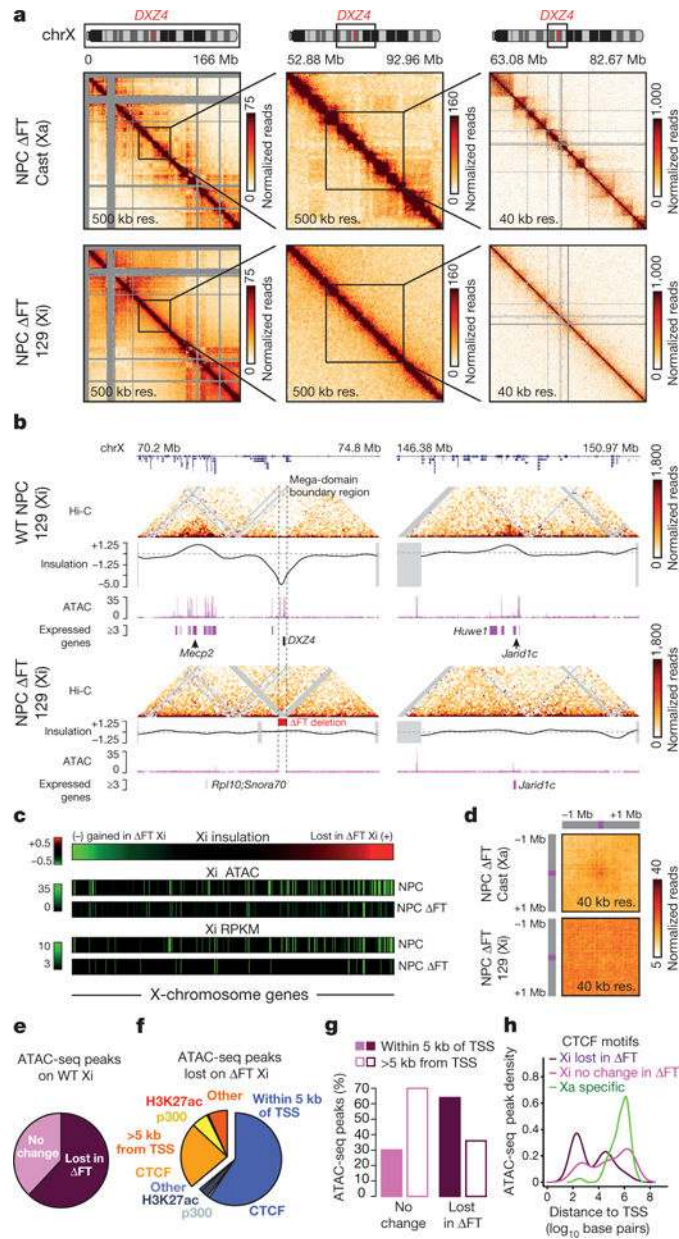 a
DXZ4 DXZ4 DXZ4
chrX
0 166 Mb 52.88 Mb 92.96 Mb 63.08 Mb 82.67 Mb
NPC ΔFT
Cast (Xa)
500 kb res. 500 kb res. 40 kb res.
0 75 Normalized reads
0 160 Normalized reads
0 1,000 Normalized reads
NPC ΔFT
129 (Xi)
500 kb res. 500 kb res. 40 kb res.
0 75 Normalized reads
0 160 Normalized reads
0 1,000 Normalized reads
b
chrX 70.2 Mb 74.8 Mb 146.38 Mb 150.97 Mb
WT NPC
129 (Xi)
Hi-C
Mega-domain
boundary region
0 1,800 Normalized reads
+1.25
Insulation -1.25
-5.0
ATAC 35
0
Expressed
genes ≥3
Mecp2 DXZ4 Huwe1 Jarid1c
NPC ΔFT
129 (Xi)
Hi-C
ΔFT deletion
0 1,800 Normalized reads
Insulation +1.25
-1.25
ATAC 35
0
Expressed
genes ≥3
Rpl10;Snora70 Jarid1c
c
(–) gained in ΔFT Xi Xi insulation Lost in ΔFT Xi (+)
+0.5
-0.5
Xi ATAC
35
0
NPC
NPC ΔFT
Xi RPKM
10
3
NPC
NPC ΔFT
X-chromosome genes
d
−1 Mb +1 Mb
NPC ΔFT
Cast (Xa)
−1 Mb
+1 Mb
40 kb res.
NPC ΔFT
129 (Xi)
−1 Mb
+1 Mb
40 kb res.
5 40 Normalized reads
e
ATAC-seq peaks
on WT Xi
No
change
Lost in
ΔFT
f
ATAC-seq peaks
lost on ΔFT Xi
H3K27ac
Other
Within 5 kb
of TSS
p300
>5 kb
from TSS
CTCF
Other
H3K27ac
p300
CTCF
g
Within 5 kb of TSS
>5 kb from TSS
ATAC-seq peaks (%)
80
60
40
20
0
No
change
Lost
in ΔFT
h
CTCF motifs
Xi lost in ΔFT
Xi no change in ΔFT
Xa specific
ATAC-seq peak density
0.8
0.6
0.4
0.2
0
0 2 4 6 8
Distance to TSS
(log10 base pairs)